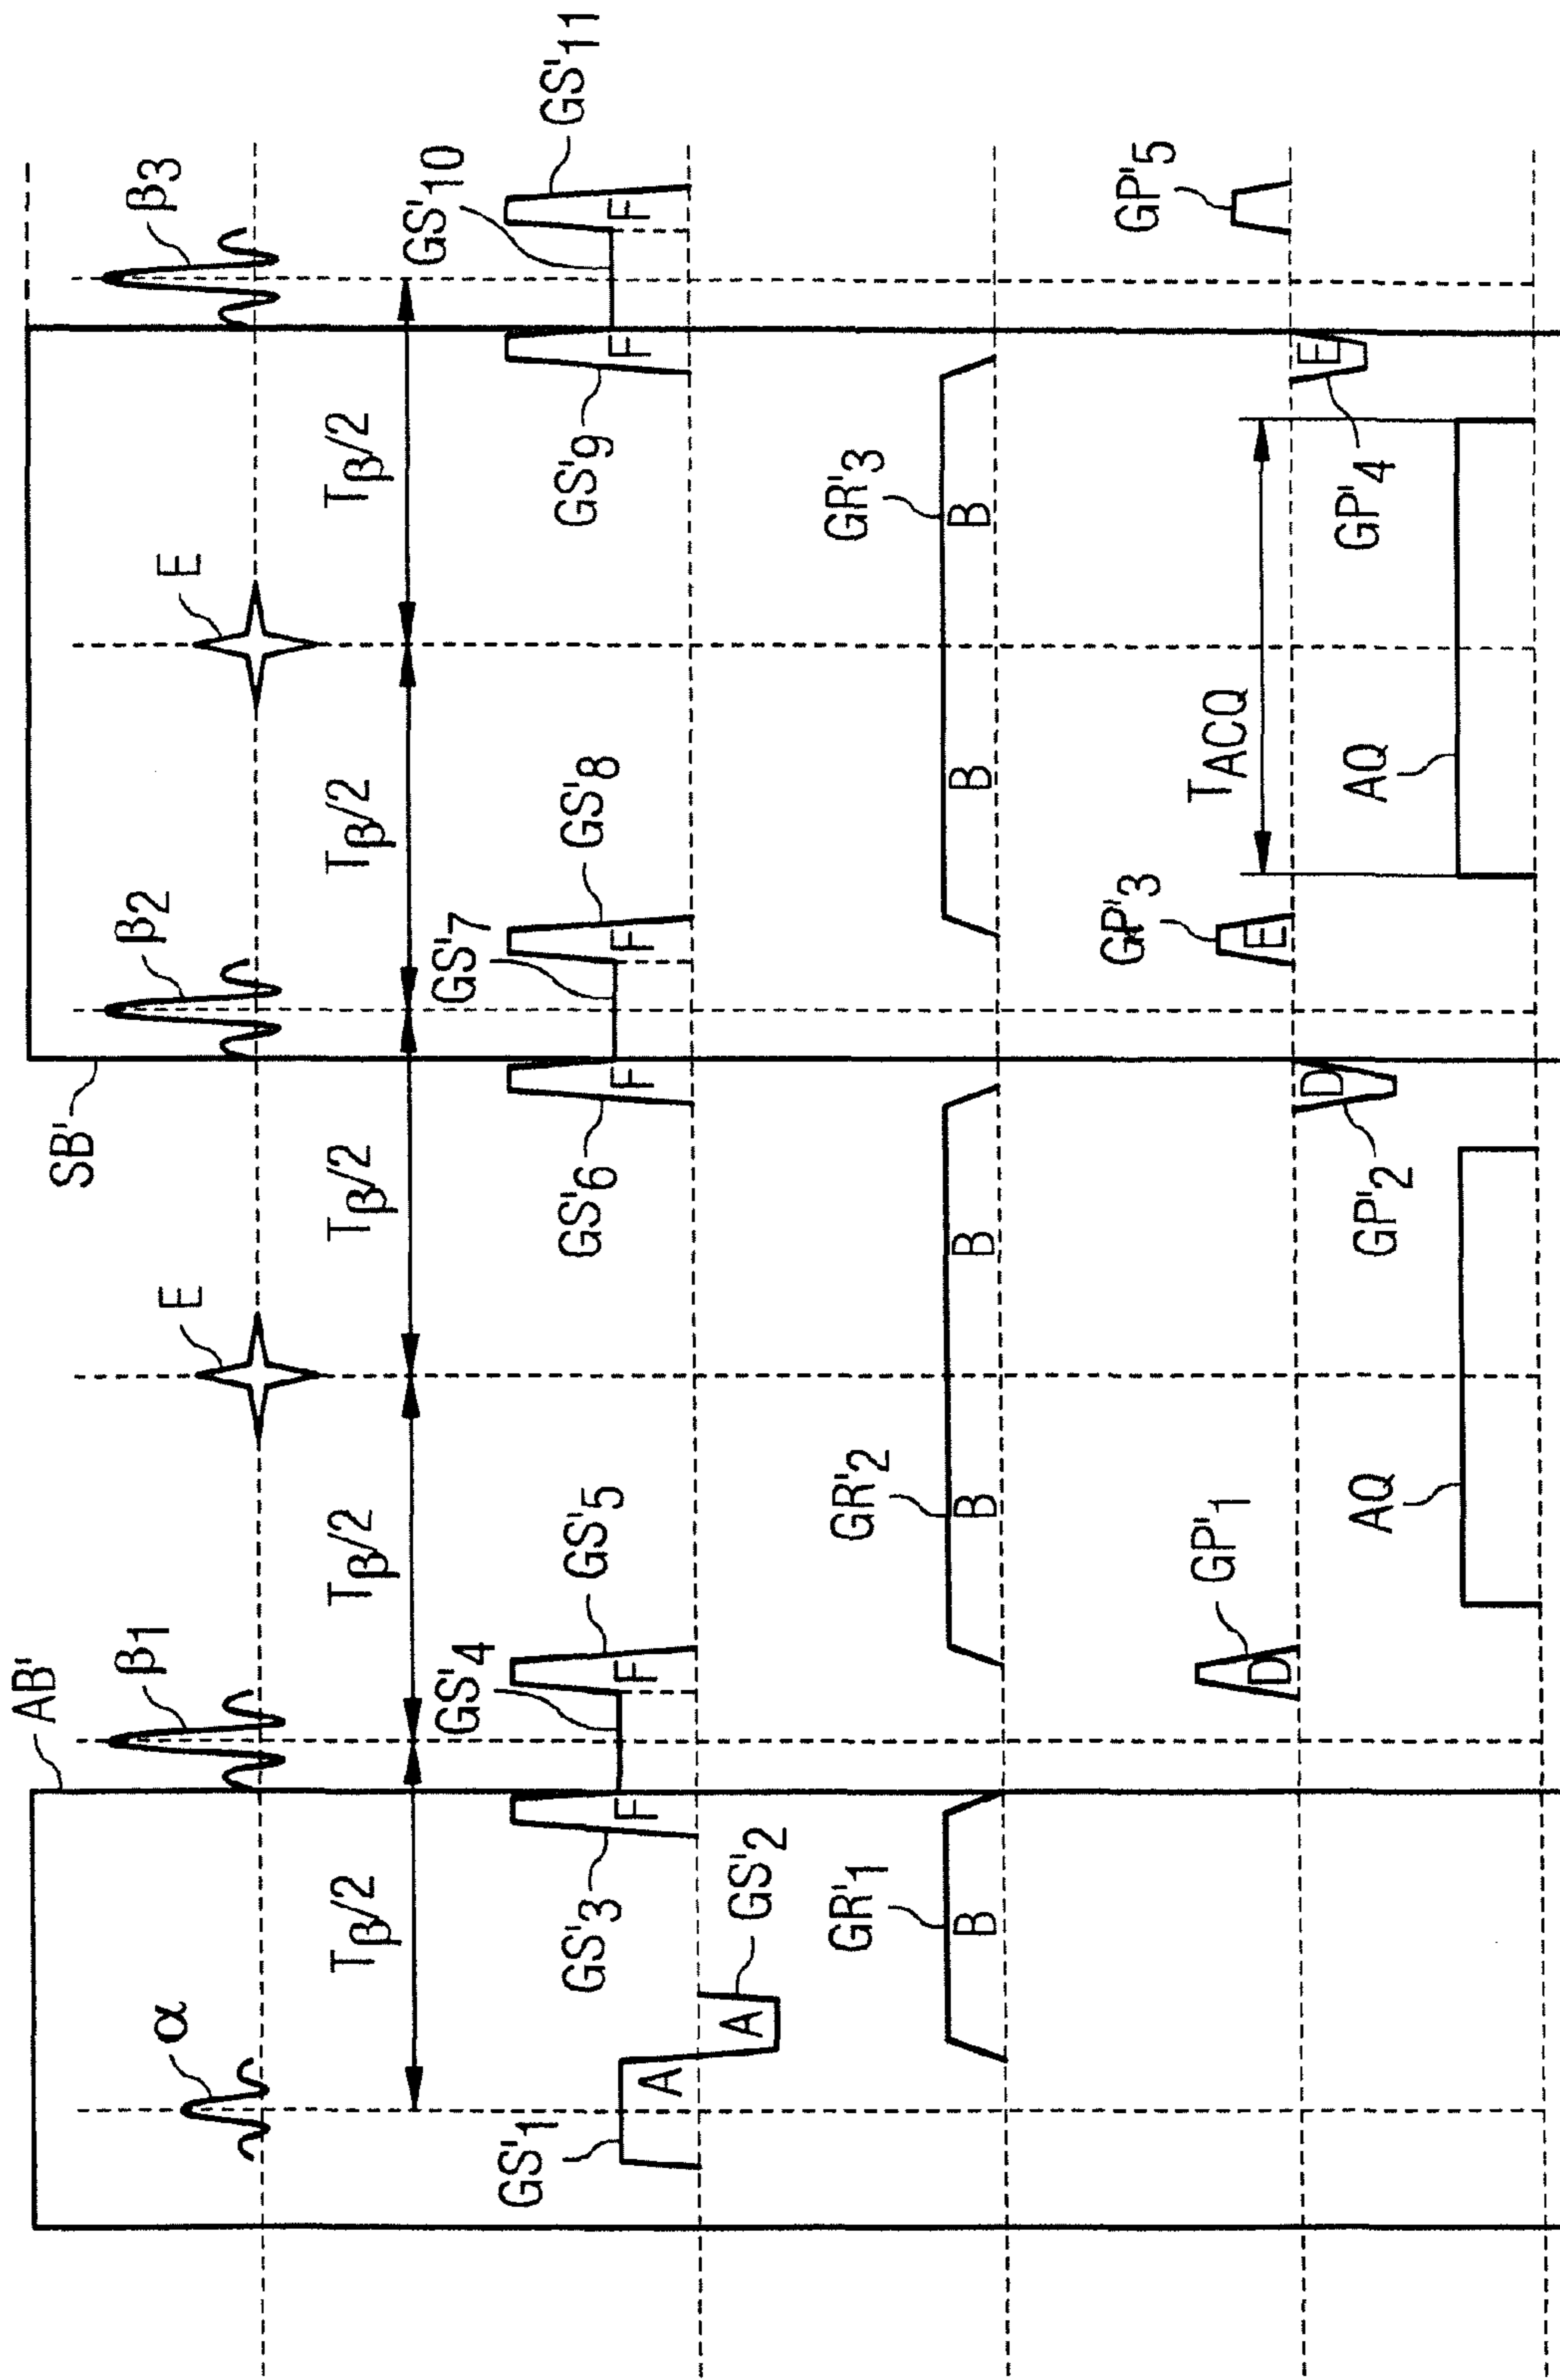 AB'
SB'
α
β1
E
β2
E
β3
Tβ/2
Tβ/2
Tβ/2
Tβ/2
Tβ/2
GS'1
A
A
GS'2
GS'3
F
GS'4
F
GS'5
GS'6
F
GS'7
F
GS'8
GS'9
F
GS'10
F
GS'11
GR'1
B
GR'2
B
B
B
GR'3
B
GP'1
D
D
GP'2
GP'3
E
TACQ
E
GP'4
GP'5
AQ
AQ